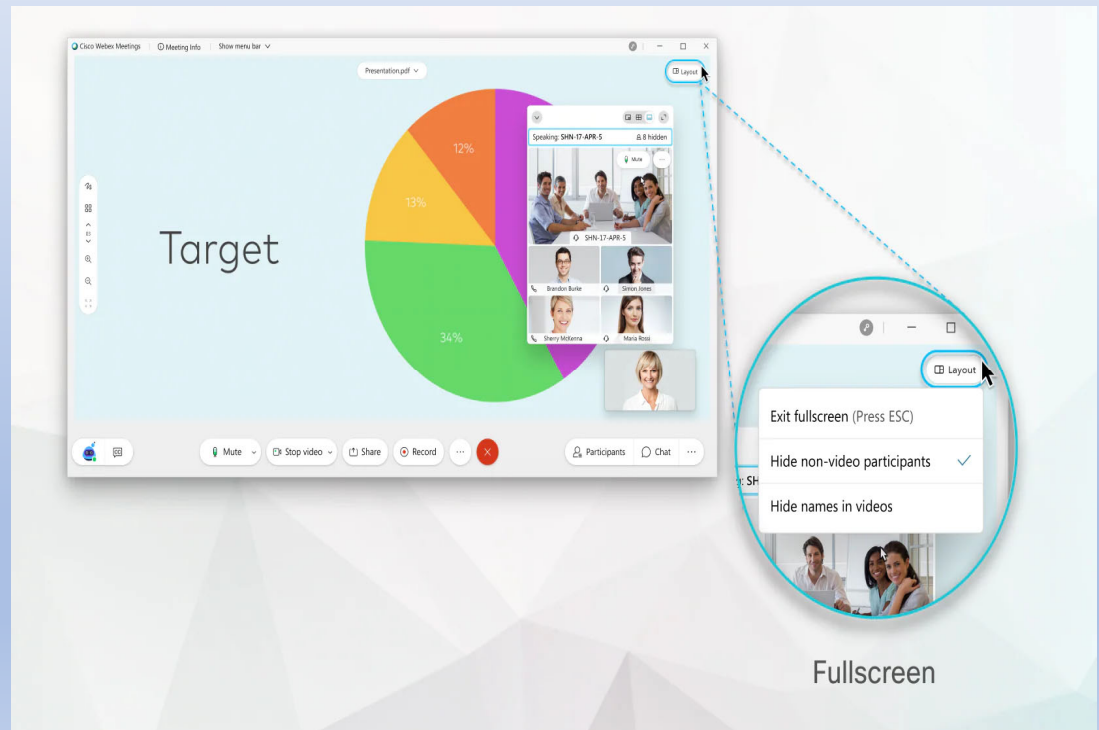 Cisco Webex Meetings
Meeting Info
Show menu bar
Presentation.pdf
Layout
Target
12%
13%
34%
Speaking: SHN-17-APR-5
8 hidden
Mute
SHN-17-APR-5
Brandon Burke
Simon Jones
Sherry McKenna
Maria Rossi
Mute
Stop video
Share
Record
Participants
Chat
Layout
Exit fullscreen (Press ESC)
Hide non-video participants
g: SH
Hide names in videos
Fullscreen